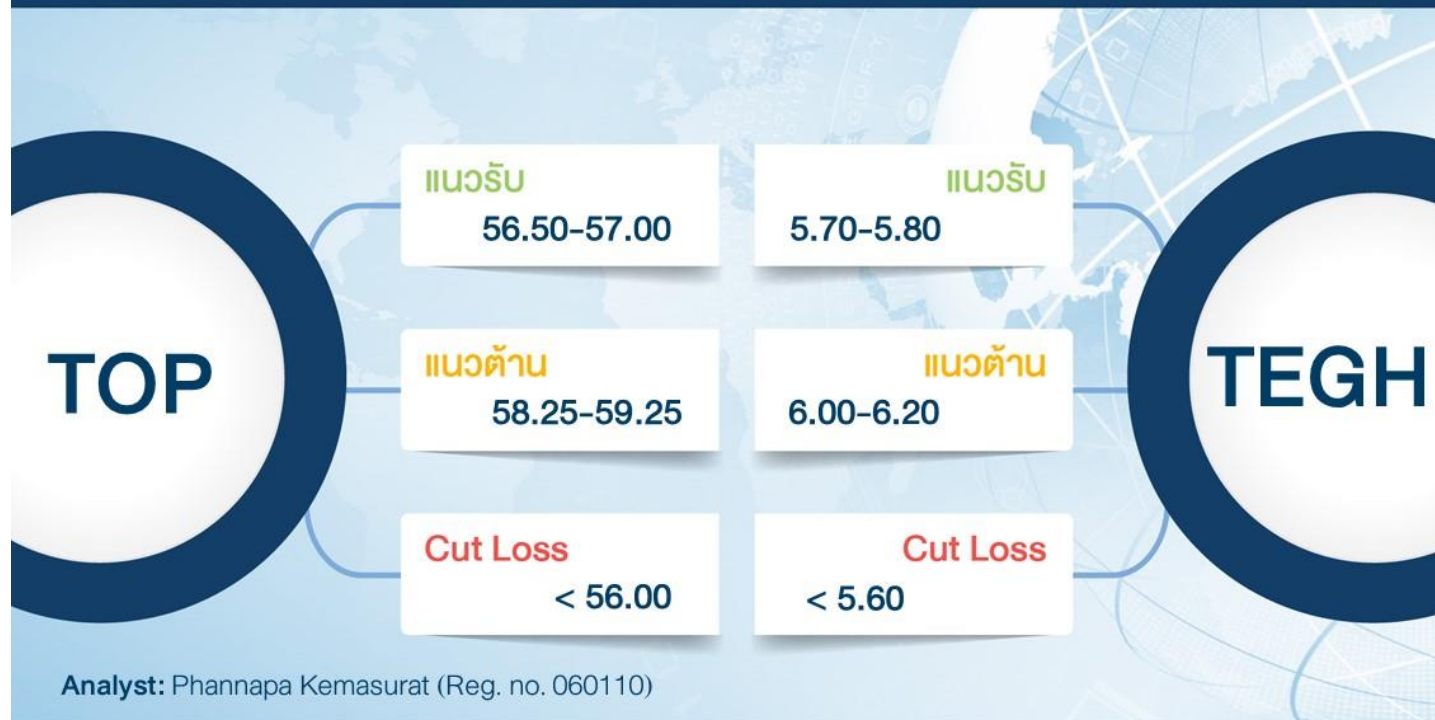 TOP
แนวรับ
56.50-57.00
แนวต้าน
58.25-59.25
Cut Loss
< 56.00
แนวรับ
5.70-5.80
แนวต้าน
6.00-6.20
Cut Loss
< 5.60
TEGH
Analyst: Phannapa Kemasurat (Reg. no. 060110)